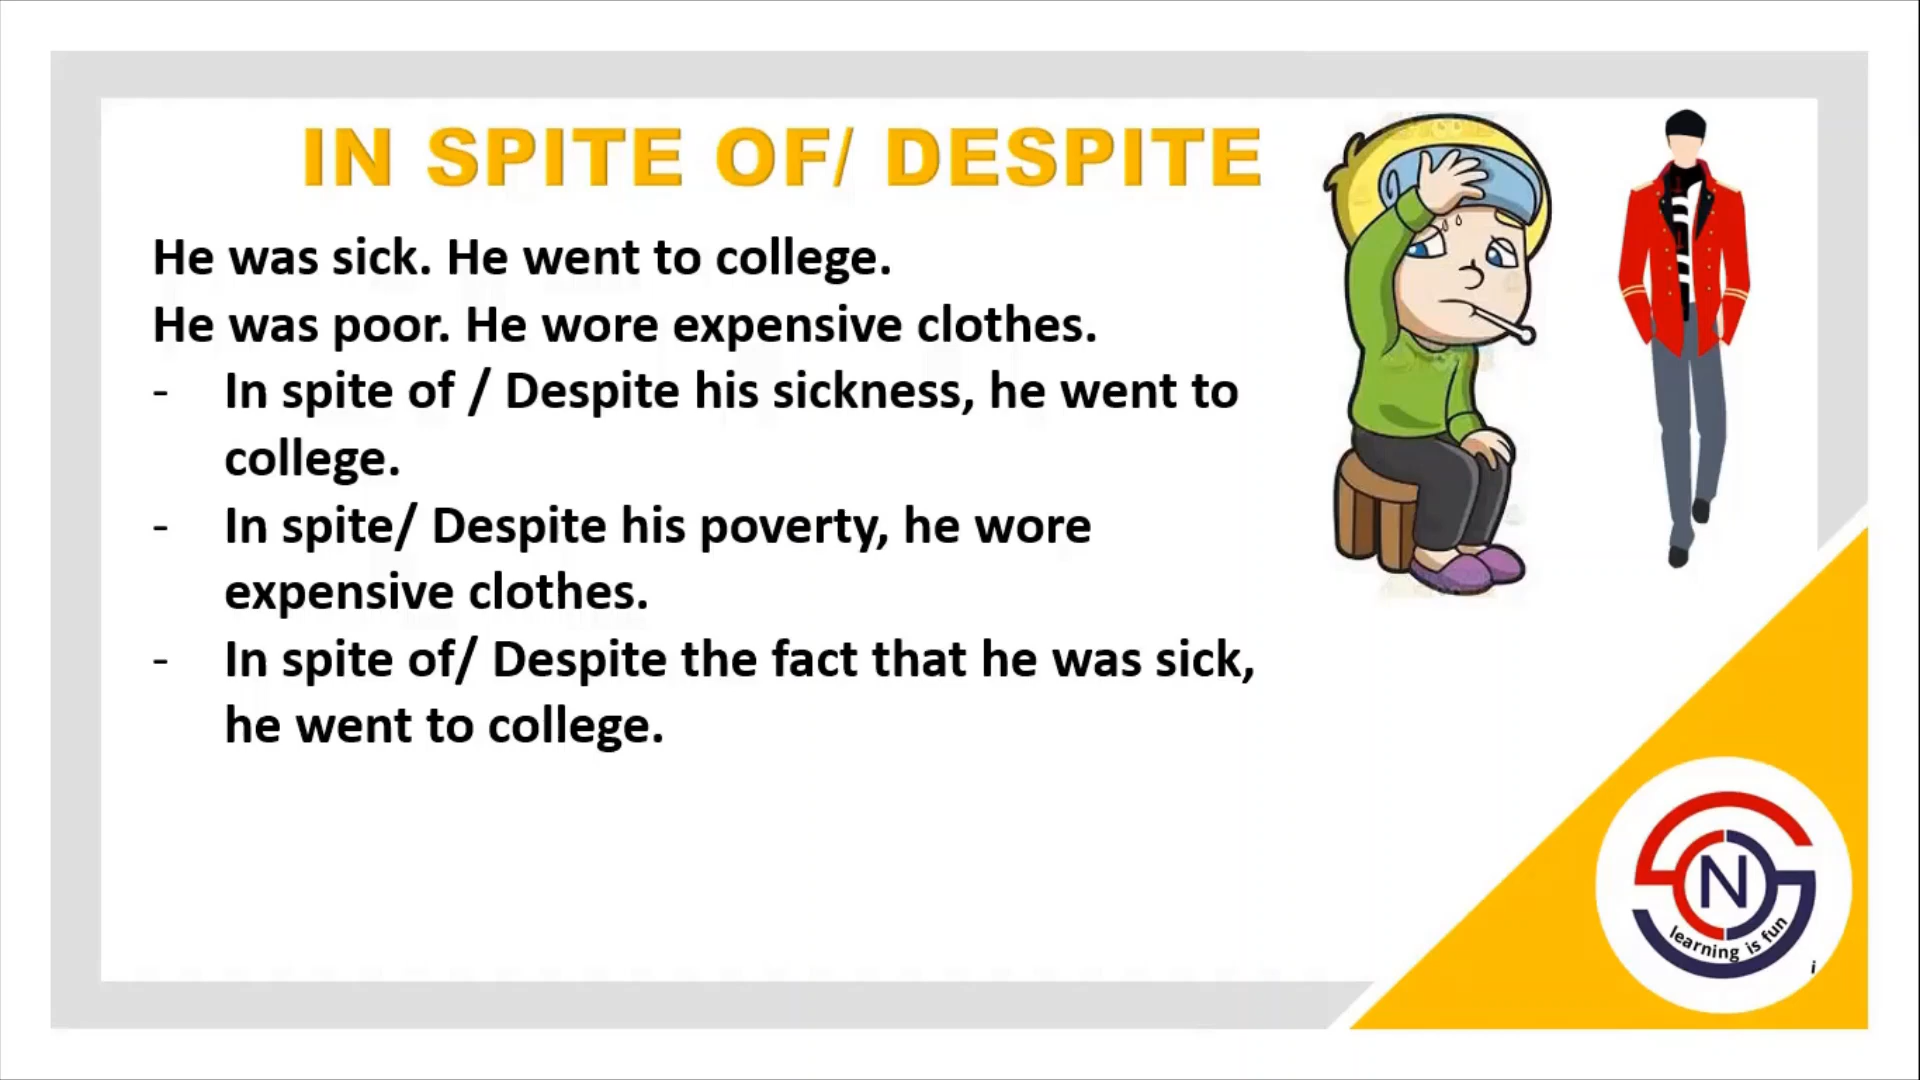 IN SPITE OF/ DESPITE
He was sick. He went to college.
He was poor. He wore expensive clothes.
- In spite of / Despite his sickness, he went to
college.
- In spite/ Despite his poverty, he wore
expensive clothes.
- In spite of/ Despite the fact that he was sick,
he went to college.
N
learning is fun
i